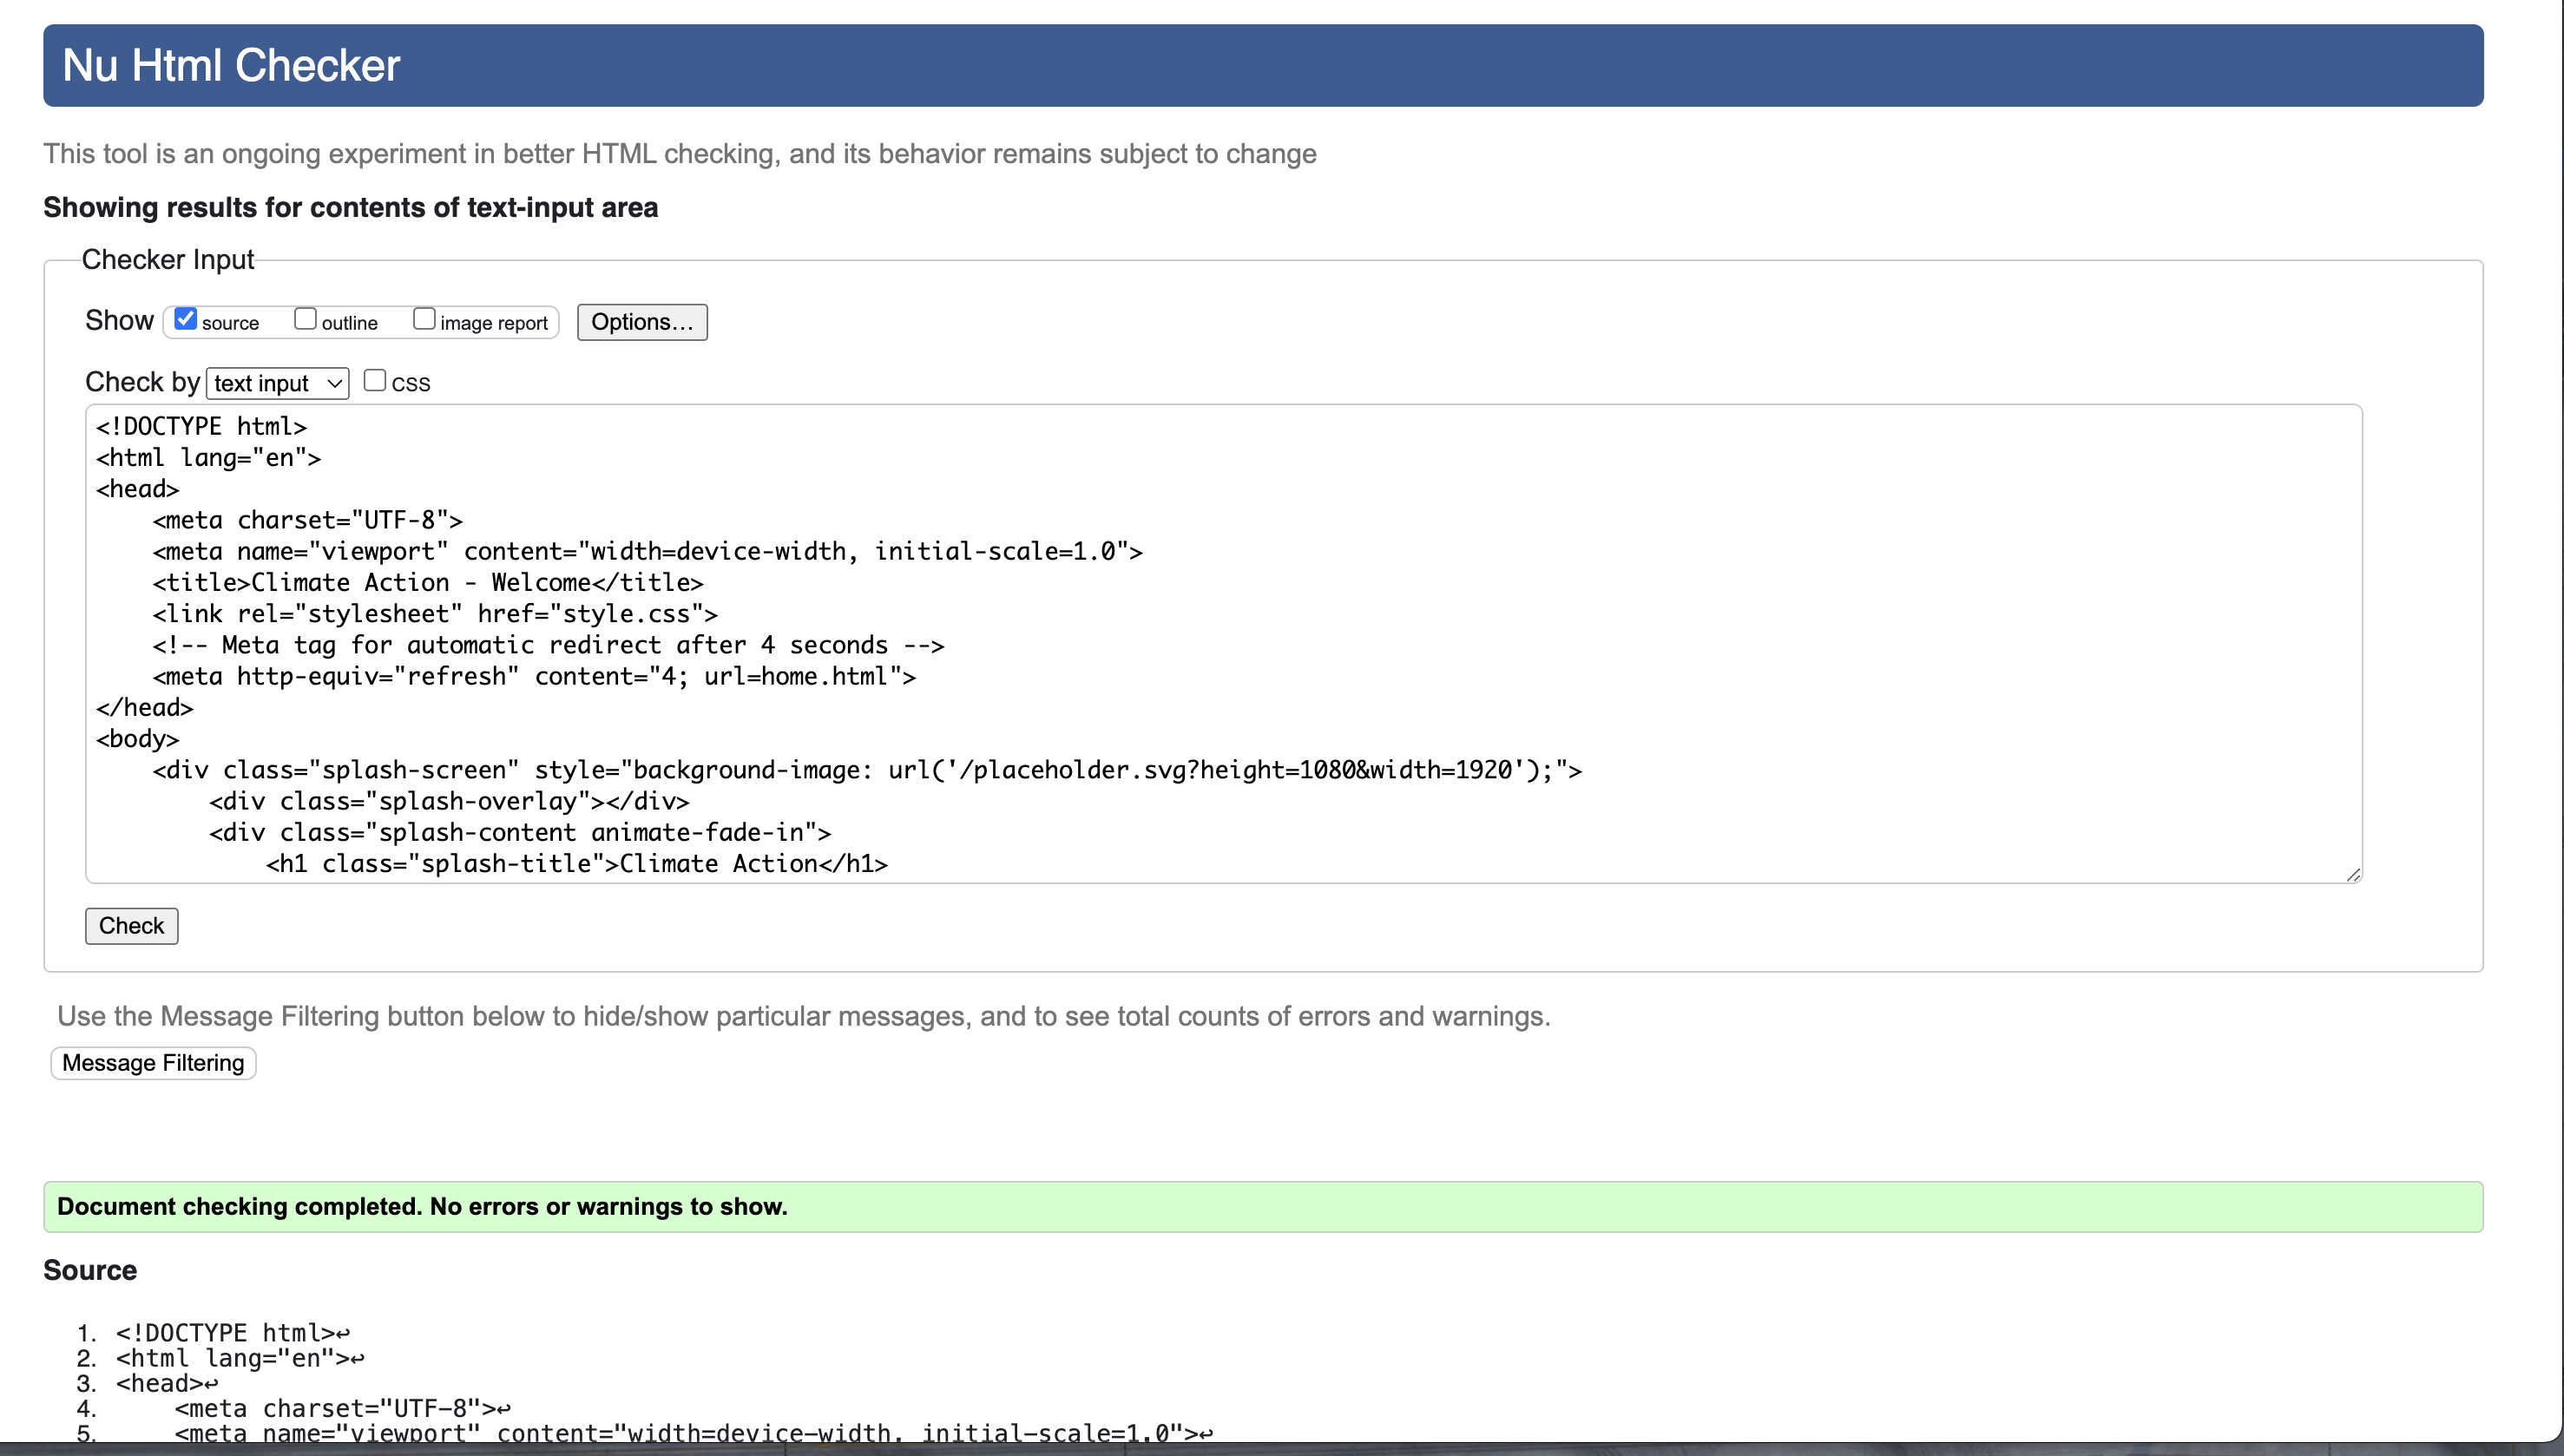 Nu Html Checker
This tool is an ongoing experiment in better HTML checking, and its behavior remains subject to change
Showing results for contents of text-input area
Checker Input
Show source outline image report Options...
Check by text input CSS
<!DOCTYPE html>
<html lang="en">
<head>
    <meta charset="UTF-8">
    <meta name="viewport" content="width=device-width, initial-scale=1.0">
    <title>Climate Action - Welcome</title>
    <link rel="stylesheet" href="style.css">
    <!-- Meta tag for automatic redirect after 4 seconds -->
    <meta http-equiv="refresh" content="4; url=home.html">
</head>
<body>
    <div class="splash-screen" style="background-image: url('/placeholder.svg?height=1080&width=1920');">
        <div class="splash-overlay"></div>
        <div class="splash-content animate-fade-in">
            <h1 class="splash-title">Climate Action</h1>
Check
Use the Message Filtering button below to hide/show particular messages, and to see total counts of errors and warnings.
Message Filtering
Document checking completed. No errors or warnings to show.
Source
1. <!DOCTYPE html>↩
2. <html lang="en">↩
3. <head>↩
4.     <meta charset="UTF-8">↩
5.     <meta name="viewport" content="width=device-width, initial-scale=1.0">↩